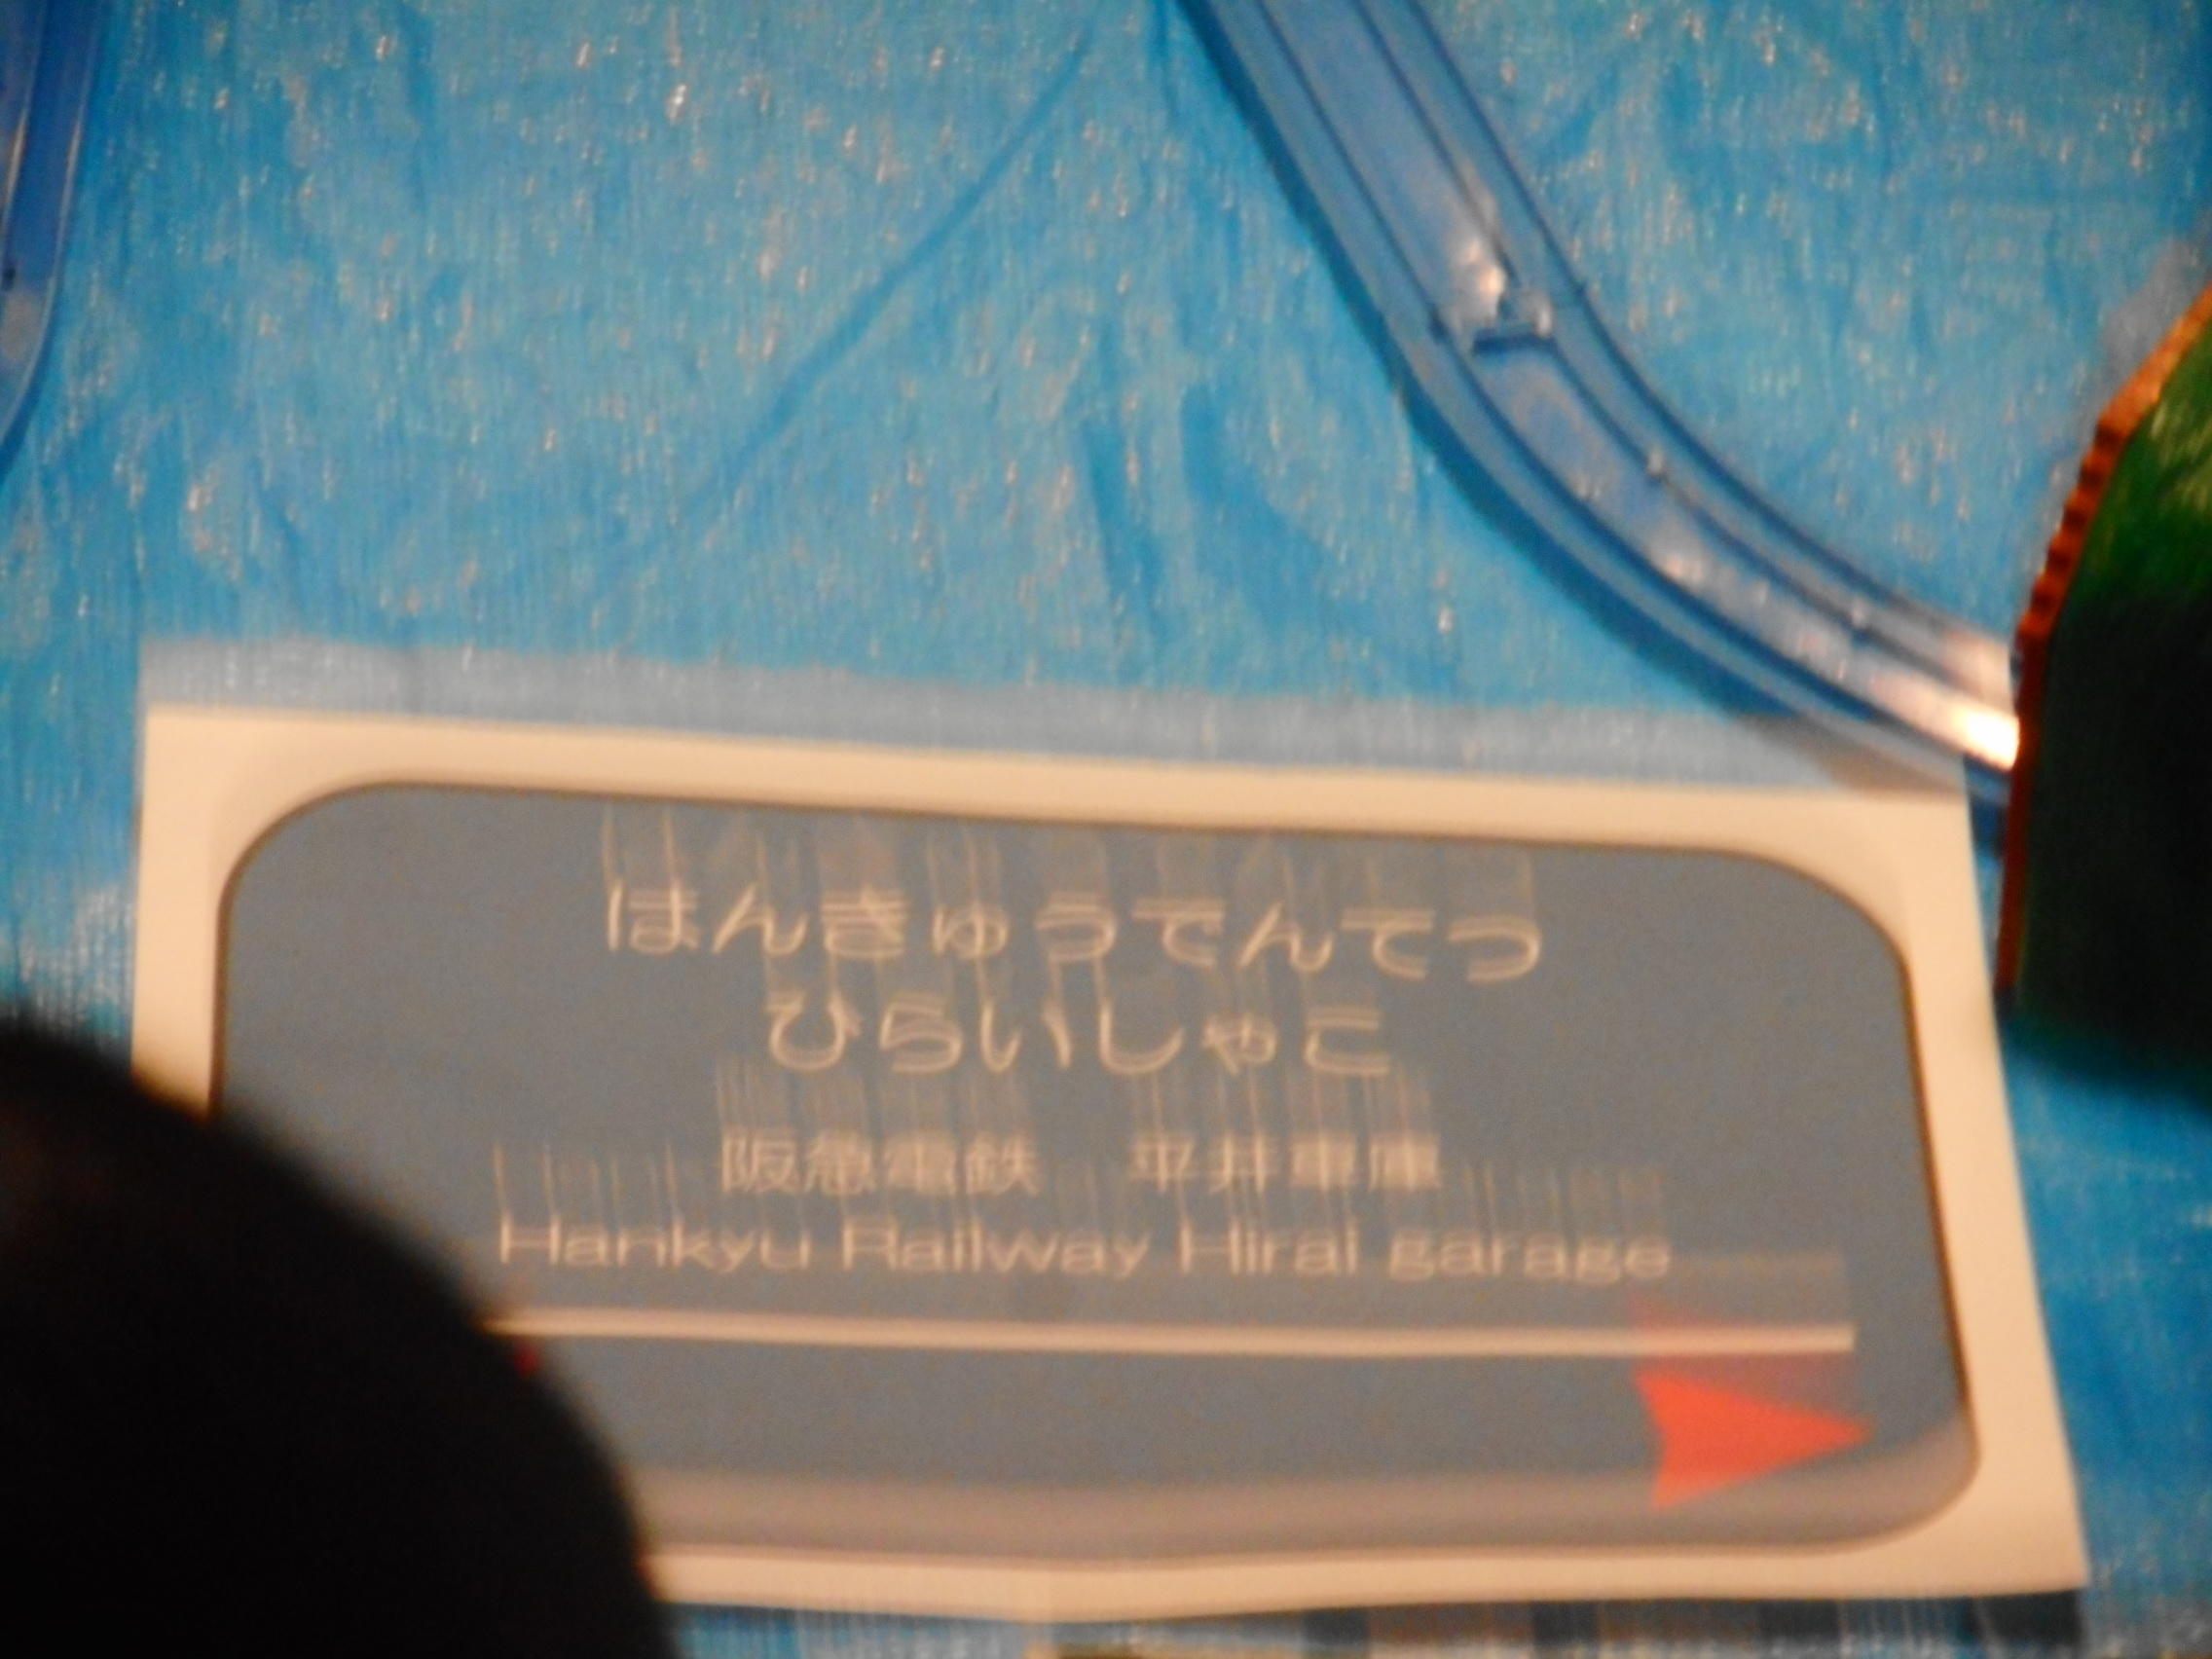 はんきゅうでんてつ
ひらいしゃこ
阪急電鉄　平井車庫
Hankyu Railway Hirai garage